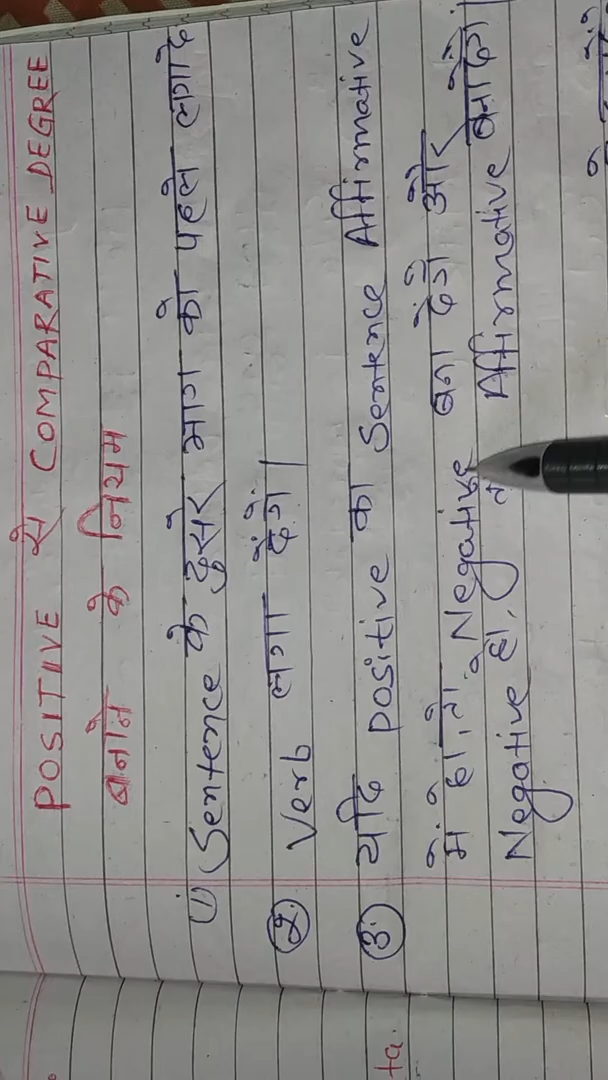 POSITIVE से COMPARATIVE DEGREE
बनाने के नियम
(1) Sentence के दुसरे भाग को पहले लगादे
(2.) Verb लगा देंगें।
(3.) यदि positive का Sentence Affirmative
में हो, तो Negative बना देंगे और
Negative हो, तो Affirmative में बनादे।
ta.